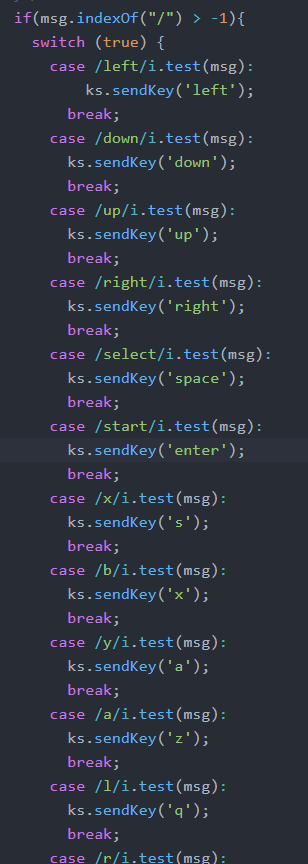 if(msg.indexOf("/") > -1){
switch (true) {
case /left/i.test(msg):
ks.sendKey('left');
break;
case /down/i.test(msg):
ks.sendKey('down');
break;
case /up/i.test(msg):
ks.sendKey('up');
break;
case /right/i.test(msg):
ks.sendKey('right');
break;
case /select/i.test(msg):
ks.sendKey('space');
break;
case /start/i.test(msg):
ks.sendKey('enter');
break;
case /x/i.test(msg):
ks.sendKey('s');
break;
case /b/i.test(msg):
ks.sendKey('x');
break;
case /y/i.test(msg):
ks.sendKey('a');
break;
case /a/i.test(msg):
ks.sendKey('z');
break;
case /l/i.test(msg):
ks.sendKey('q');
break;
case /r/i.test(msg):